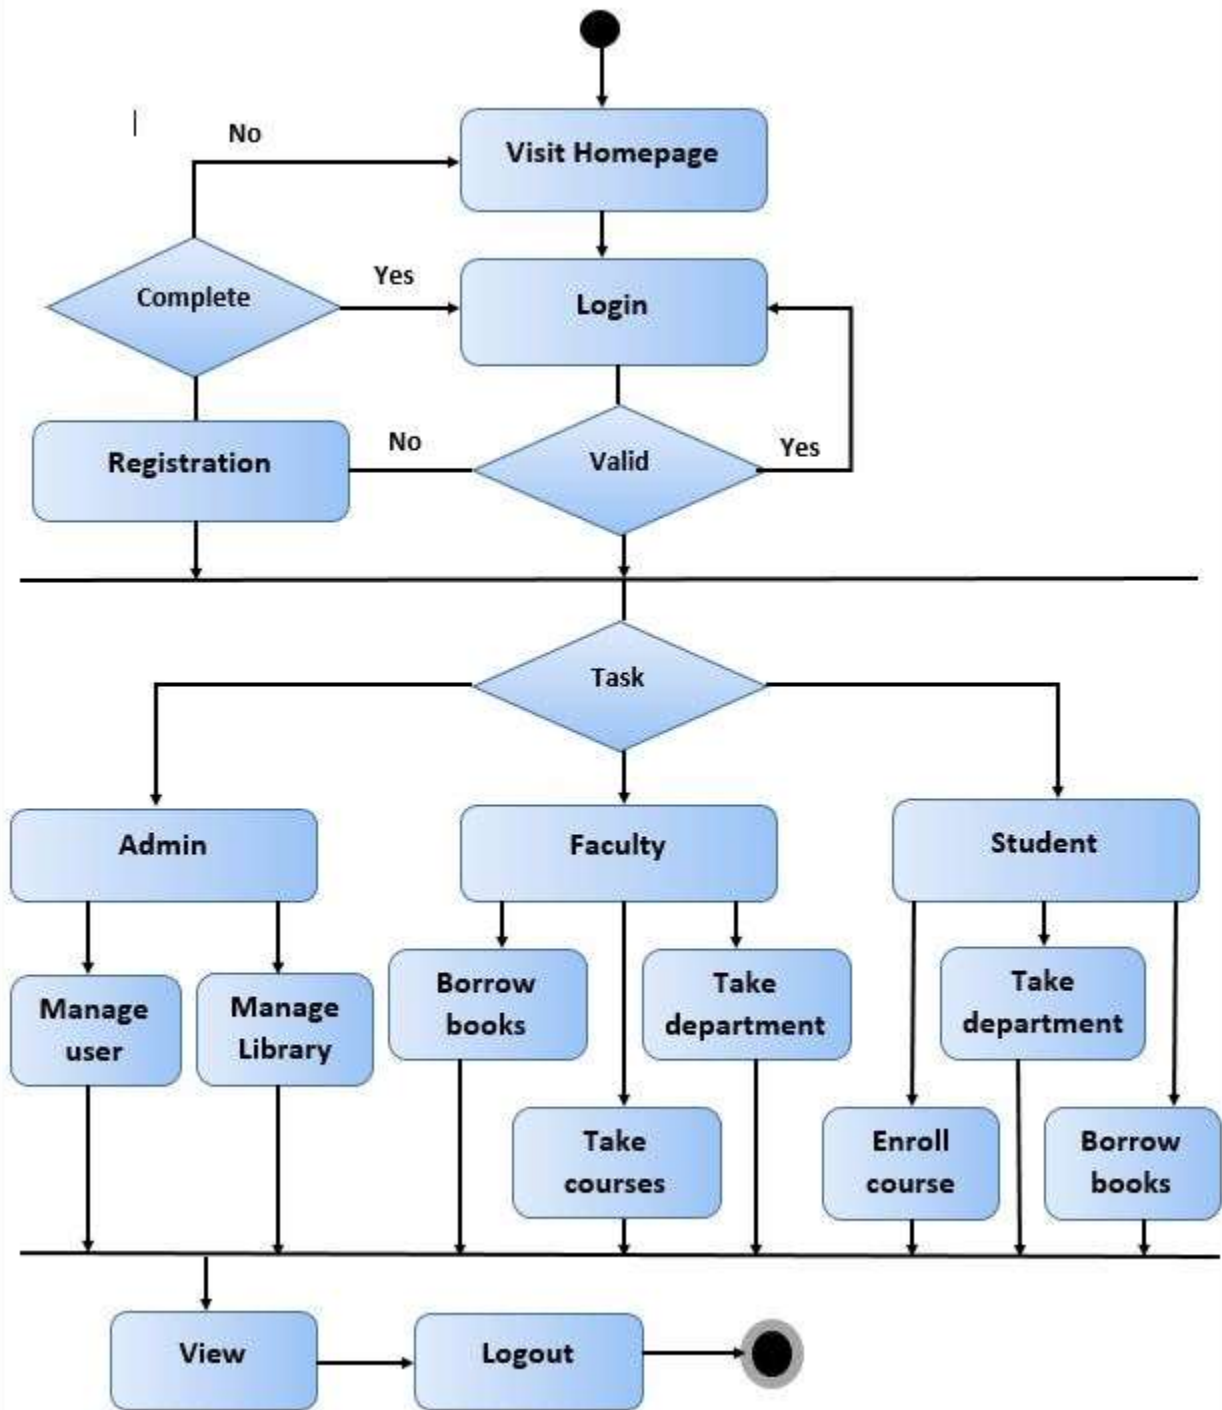 No
Visit Homepage
Complete
Yes
Login
Registration
No
Valid
Yes
Task
Admin
Faculty
Student
Manage
user
Manage
Library
Borrow
books
Take
department
Take
department
Take
courses
Enroll
course
Borrow
books
View
Logout